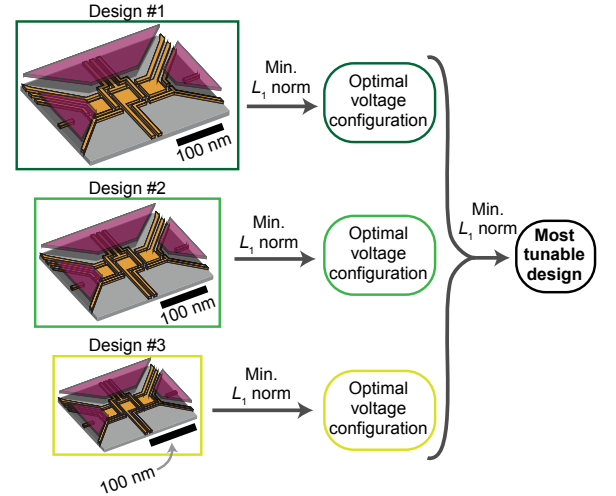 Design #1
Min.
L1 norm
Optimal
voltage
configuration
100 nm
Design #2
Min.
L1 norm
Optimal
voltage
configuration
100 nm
Min.
L1 norm
Most
tunable
design
Design #3
Min.
L1 norm
Optimal
voltage
configuration
100 nm